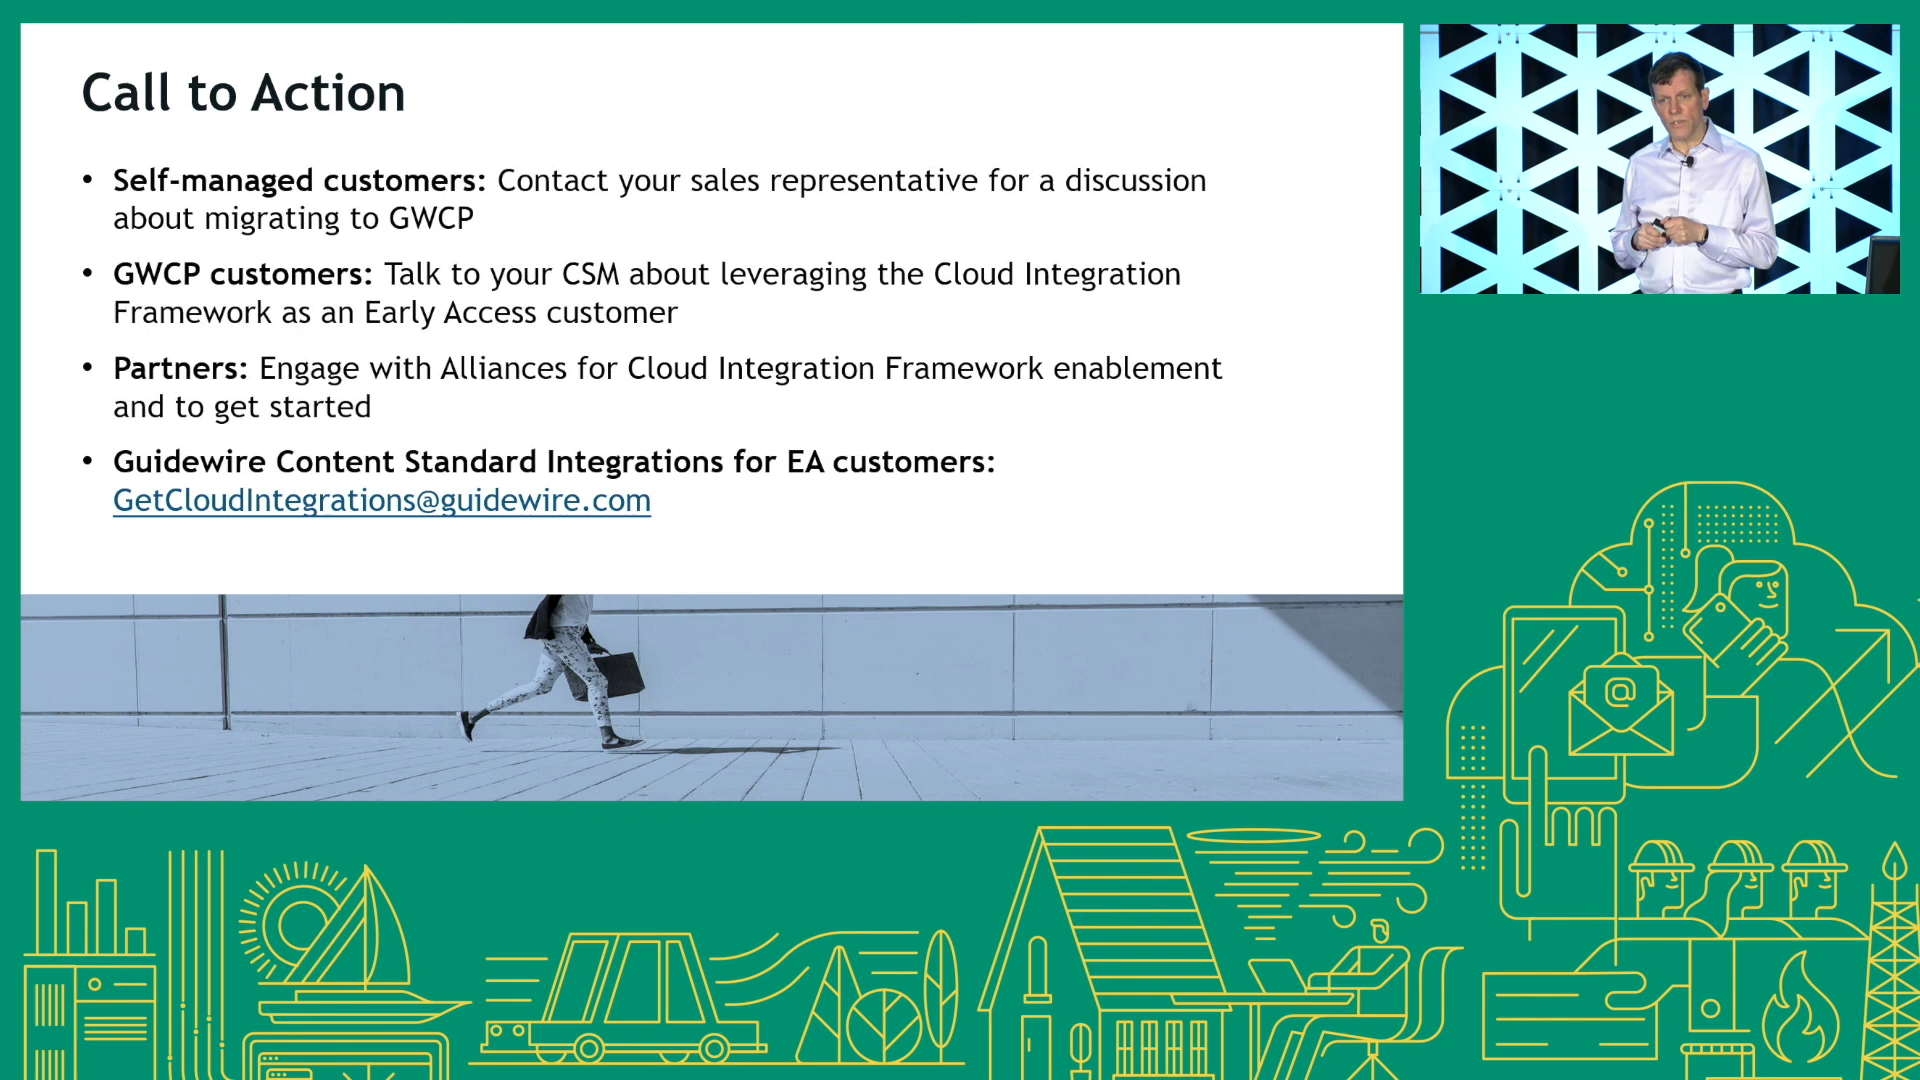 Call to Action
• Self-managed customers: Contact your sales representative for a discussion
about migrating to GWCP
• GWCP customers: Talk to your CSM about leveraging the Cloud Integration
Framework as an Early Access customer
• Partners: Engage with Alliances for Cloud Integration Framework enablement
and to get started
• Guidewire Content Standard Integrations for EA customers:
GetCloudIntegrations@guidewire.com
@